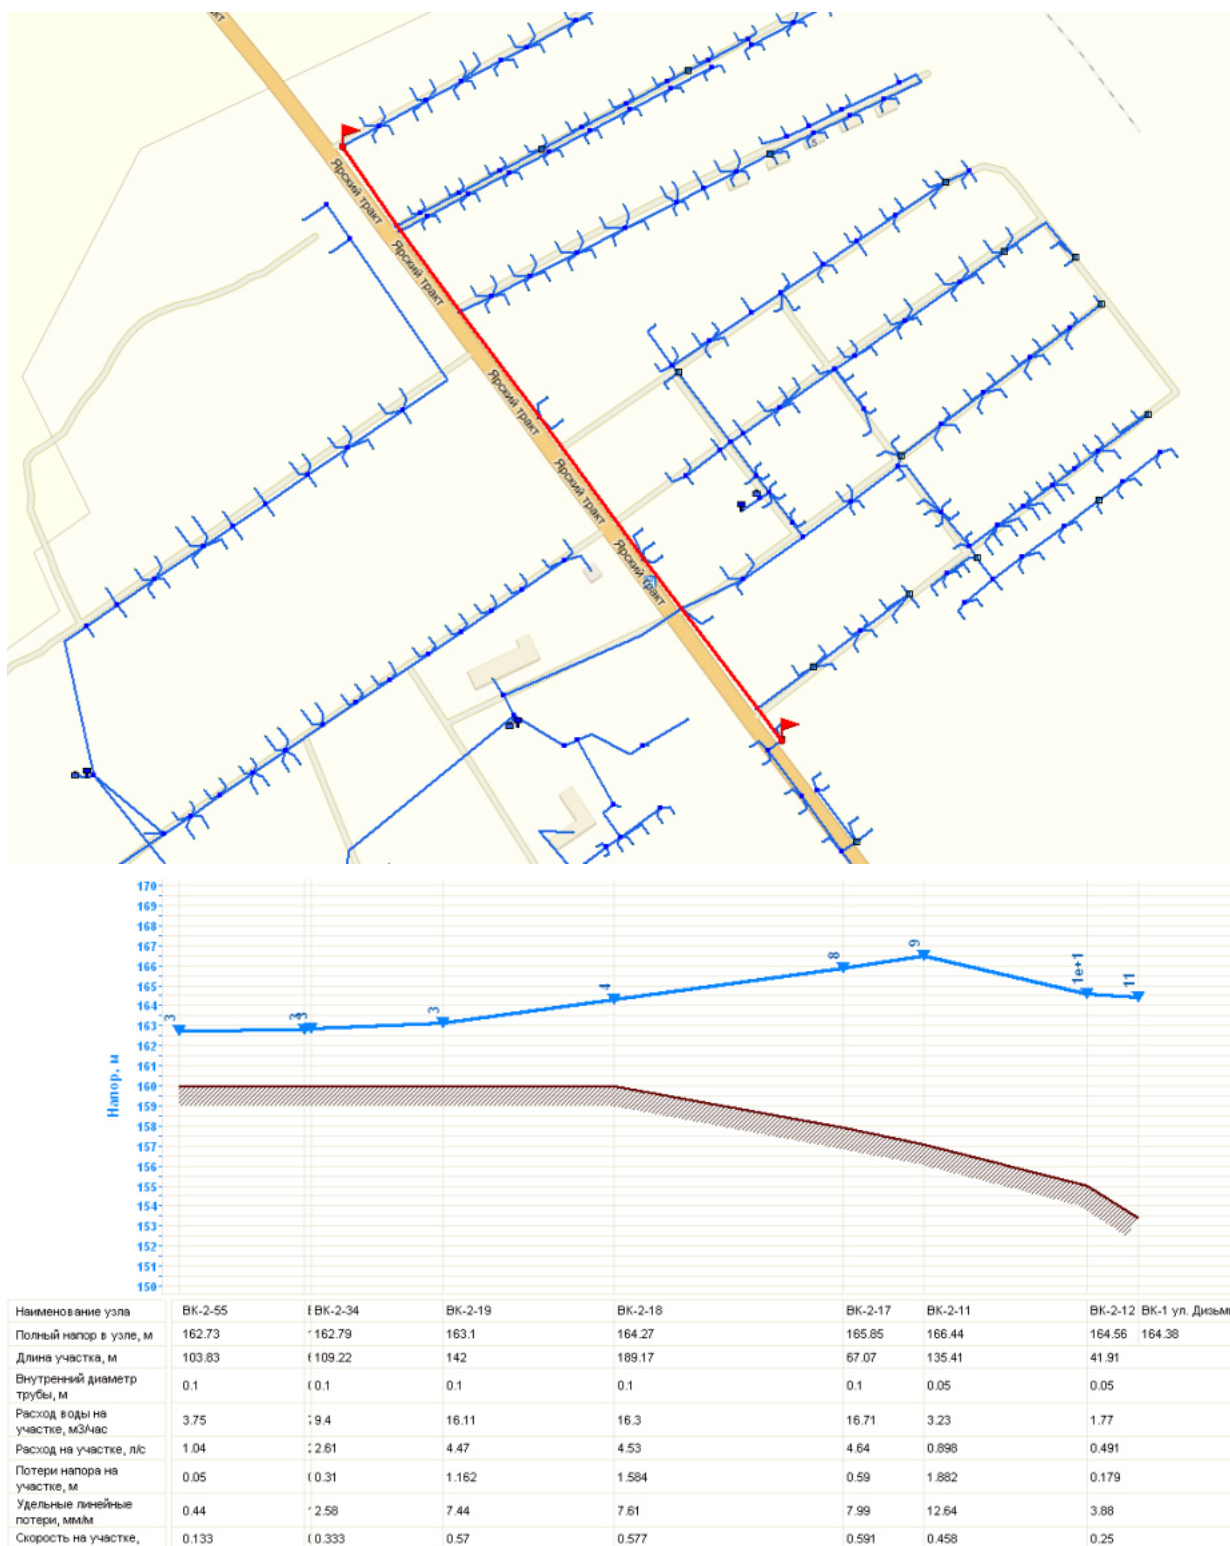 Ярский тракт
Ярский тракт
Ярский тракт
Ярский тракт
Ярский тракт
170
169
168
167
166
165
164
163
162
161
160
159
158
157
156
155
154
153
152
151
150
Напор, м
3
3
3
3
4
8
9
1e+1
11
Наименование узла ВК-2-55 ВК-2-34 ВК-2-19 ВК-2-18 ВК-2-17 ВК-2-11 ВК-2-12 ВК-1 ул. Дизьм
Полный напор в узле, м 162.73 162.79 163.1 164.27 165.85 166.44 164.56 164.38
Длина участка, м 103.83 109.22 142 189.17 67.07 135.41 41.91
Внутренний диаметр
трубы, м 0.1 0.1 0.1 0.1 0.1 0.05 0.05
Расход воды на
участке, м3/час 3.75 9.4 16.11 16.3 16.71 3.23 1.77
Расход на участке, л/с 1.04 2.61 4.47 4.53 4.64 0.898 0.491
Потери напора на
участке, м 0.05 0.31 1.162 1.584 0.59 1.882 0.179
Удельные линейные
потери, мм/м 0.44 2.58 7.44 7.61 7.99 12.64 3.88
Скорость на участке, 0.133 0.333 0.57 0.577 0.591 0.458 0.25